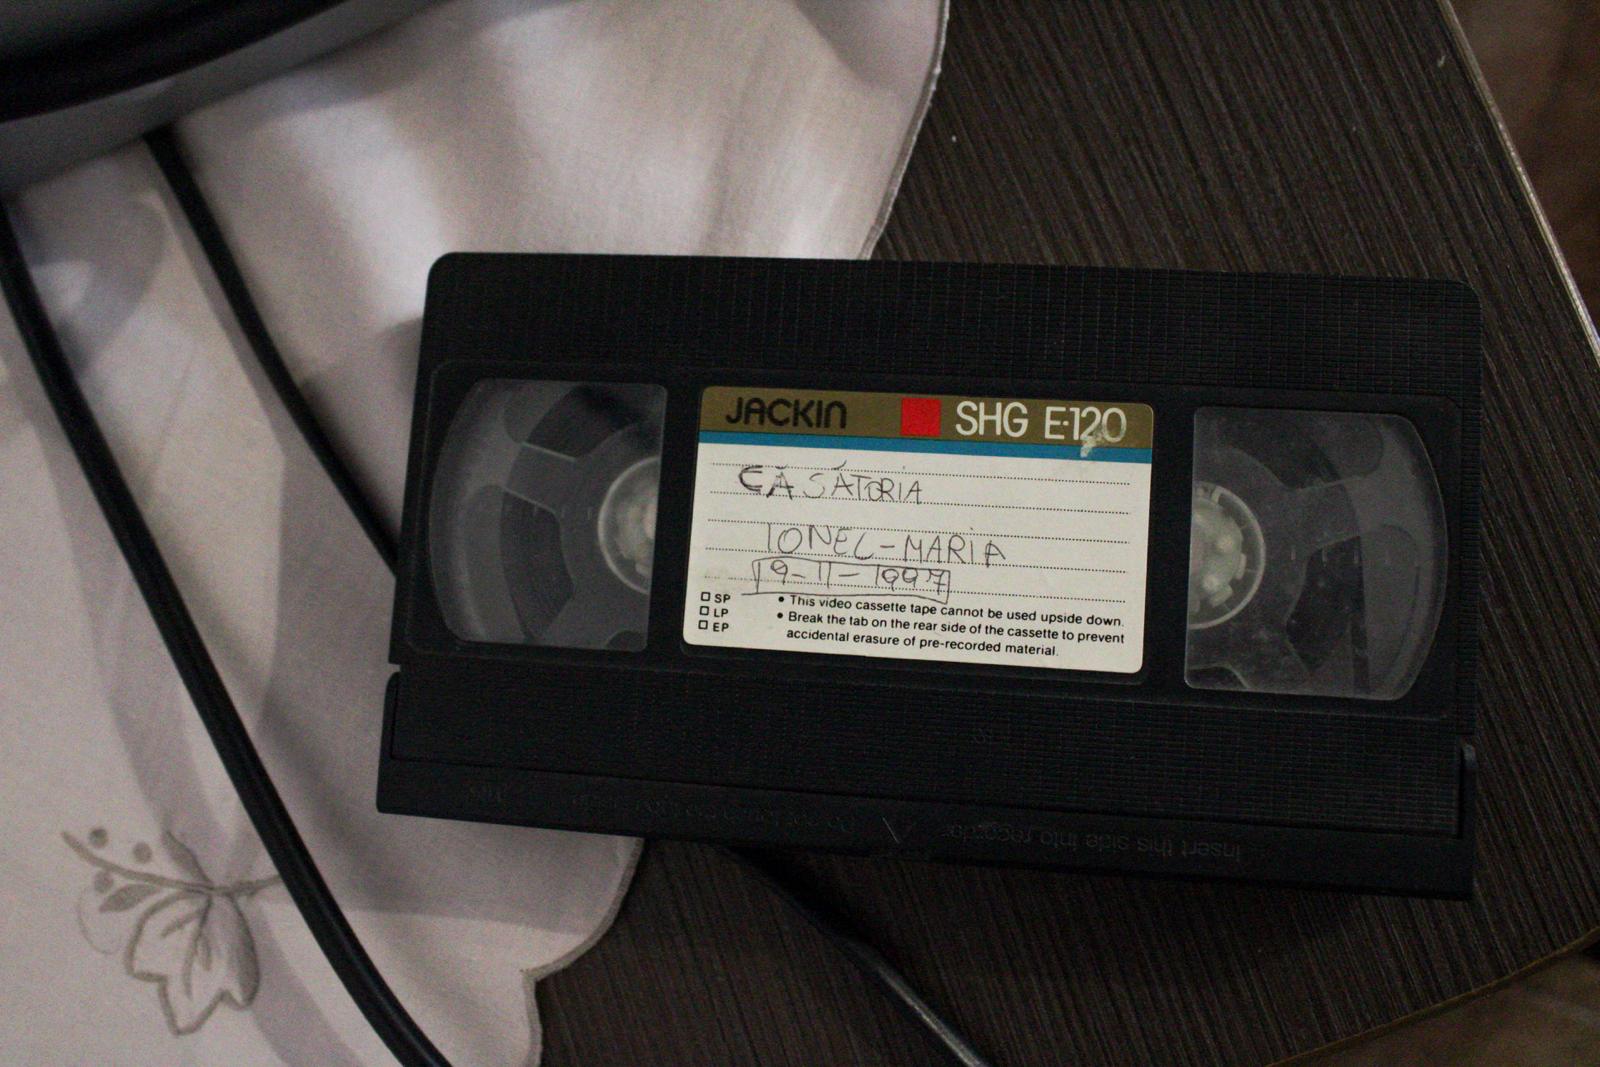 JACKIN SHG E-120
CĂSĂTORIA
IONEL-MARIA
19-11-1997
SP
LP
EP
• This video cassette tape cannot be used upside down.
• Break the tab on the rear side of the cassette to prevent
accidental erasure of pre-recorded material.
Insert this side into recorder